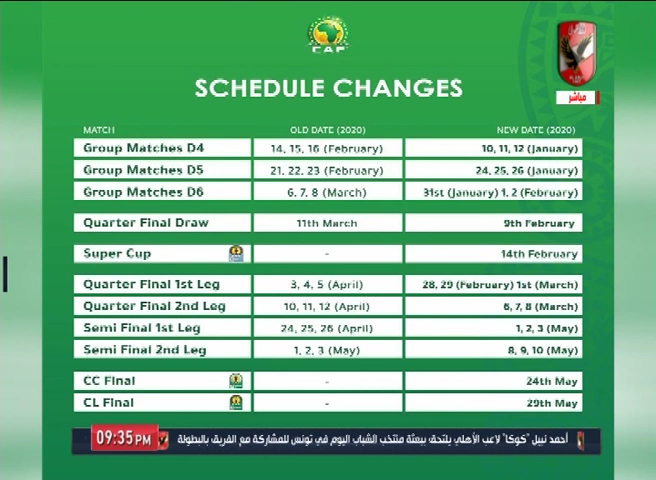 CAF
SCHEDULE CHANGES
مباشر
MATCH OLD DATE (2020) NEW DATE (2020)
Group Matches D4 14, 15, 16 (February) 10, 11, 12 (January)
Group Matches D5 21, 22, 23 (February) 24, 25, 26 (January)
Group Matches D6 6, 7, 8 (March) 31st (January) 1, 2 (February)
Quarter Final Draw 11th March 9th February
Super Cup - 14th February
Quarter Final 1st Leg 3, 4, 5 (April) 28, 29 (February) 1st (March)
Quarter Final 2nd Leg 10, 11, 12 (April) 6, 7, 8 (March)
Semi Final 1st Leg 24, 25, 26 (April) 1, 2, 3 (May)
Semi Final 2nd Leg 1, 2, 3 (May) 8, 9, 10 (May)
CC Final - 24th May
CL Final - 29th May
09:35 PM أحمد نبيل "كوكا" لاعب الأهلي يلتحق ببعثة منتخب الشباب اليوم في تونس للمشاركة مع الفريق بالبطولة